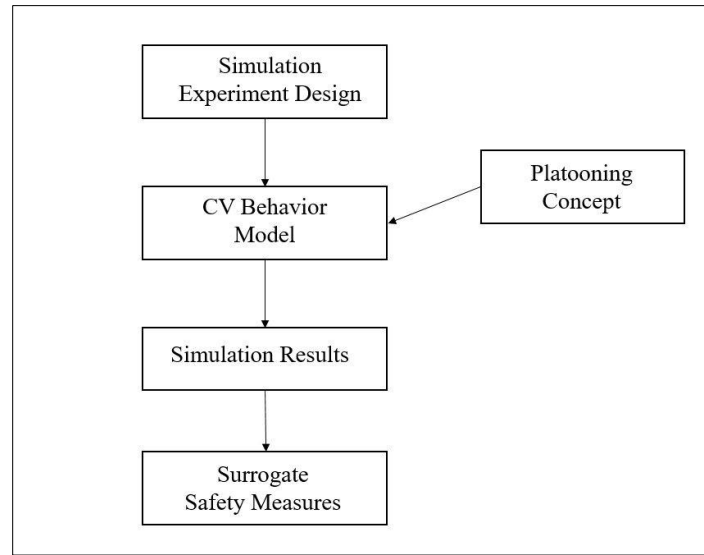 Simulation
Experiment Design
Platooning
Concept
CV Behavior
Model
Simulation Results
Surrogate
Safety Measures